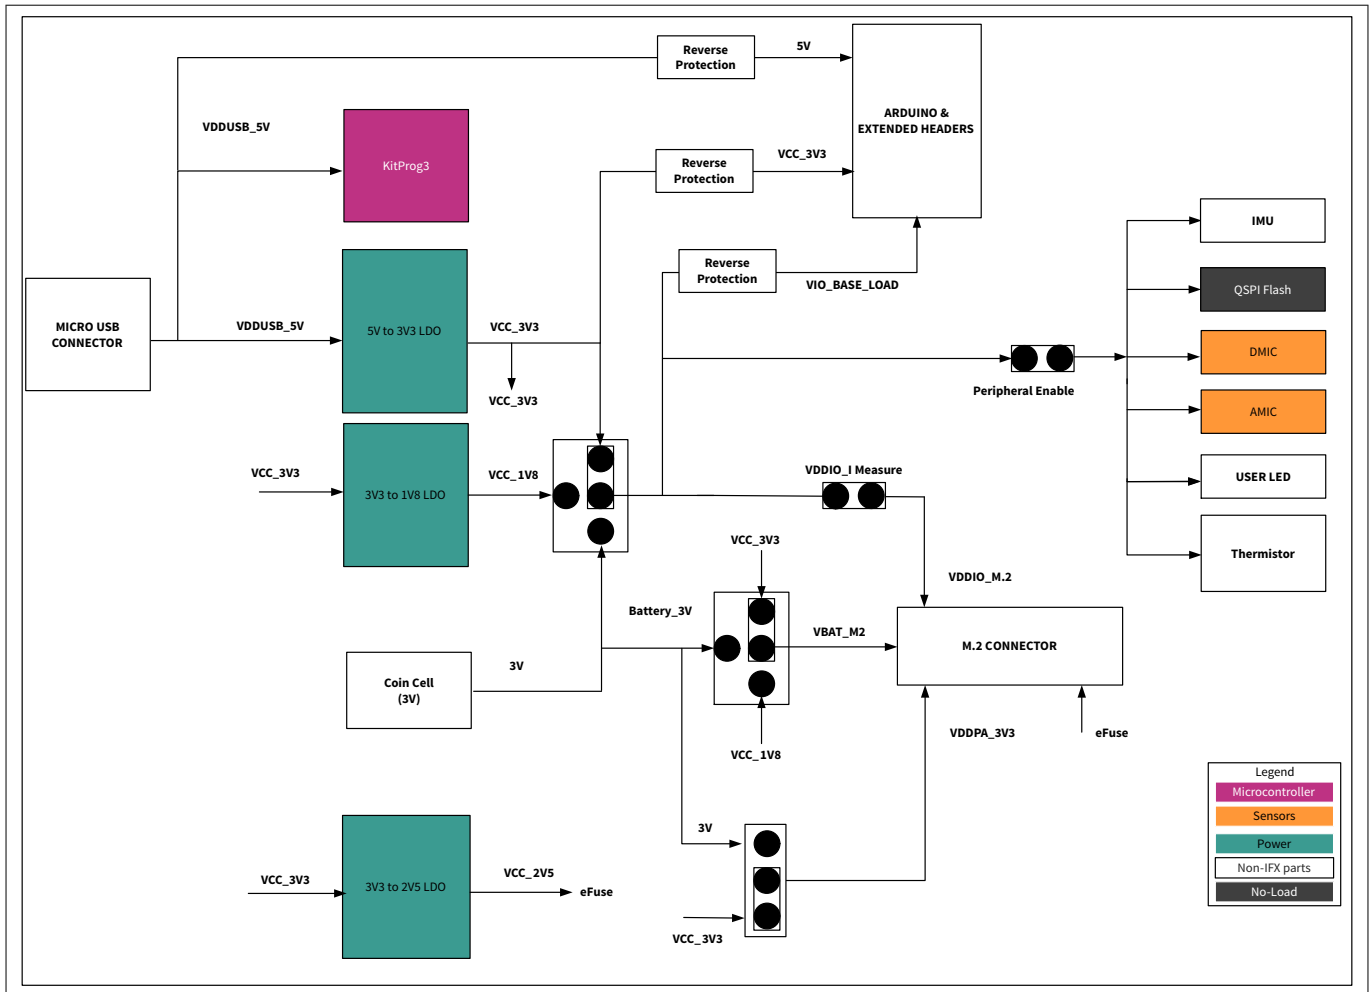 Reverse
Protection
5V
ARDUINO &
EXTENDED HEADERS
VDDUSB_5V
KitProg3
Reverse
Protection
VCC_3V3
IMU
Reverse
Protection
VIO_BASE_LOAD
QSPI Flash
MICRO USB
CONNECTOR
VDDUSB_5V
5V to 3V3 LDO
VCC_3V3
VCC_3V3
Peripheral Enable
DMIC
AMIC
VCC_3V3
3V3 to 1V8 LDO
VCC_1V8
VDDIO_I Measure
USER LED
Thermistor
VCC_3V3
VDDIO_M.2
Battery_3V
VBAT_M2
M.2 CONNECTOR
Coin Cell
(3V)
3V
VCC_1V8
VDDPA_3V3
eFuse
3V
VCC_3V3
3V3 to 2V5 LDO
VCC_2V5
eFuse
VCC_3V3
Legend
Microcontroller
Sensors
Power
Non-IFX parts
No-Load